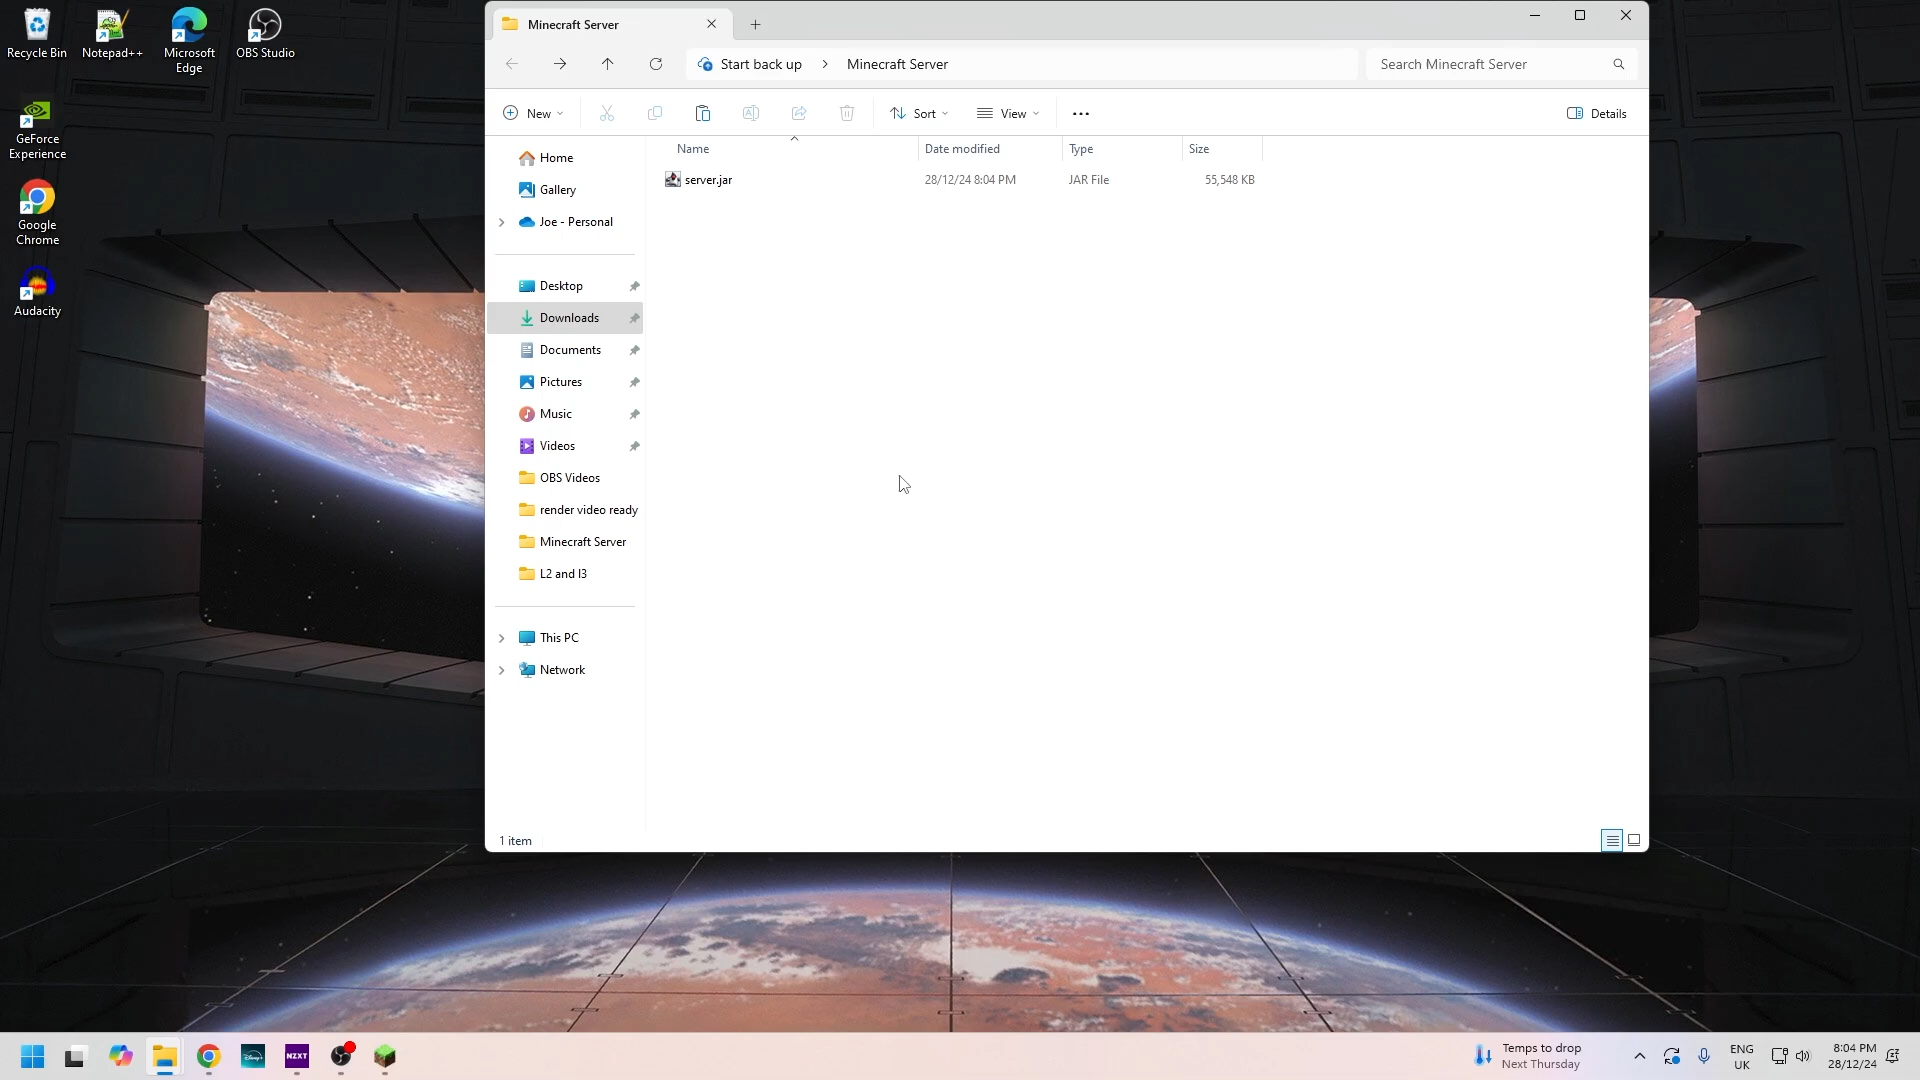 Recycle Bin
Notepad++
Microsoft
Edge
OBS Studio
GeForce
Experience
Google
Chrome
Audacity
Minecraft Server
Start back up
Minecraft Server
Search Minecraft Server
New
Sort
View
Details
Name
Date modified
Type
Size
server.jar
28/12/24 8:04 PM
JAR File
55,548 KB
Home
Gallery
Joe - Personal
Desktop
Downloads
Documents
Pictures
Music
Videos
OBS Videos
render video ready
Minecraft Server
L2 and l3
This PC
Network
1 item
Disney+
NZXT
Temps to drop
Next Thursday
ENG
UK
8:04 PM
28/12/24